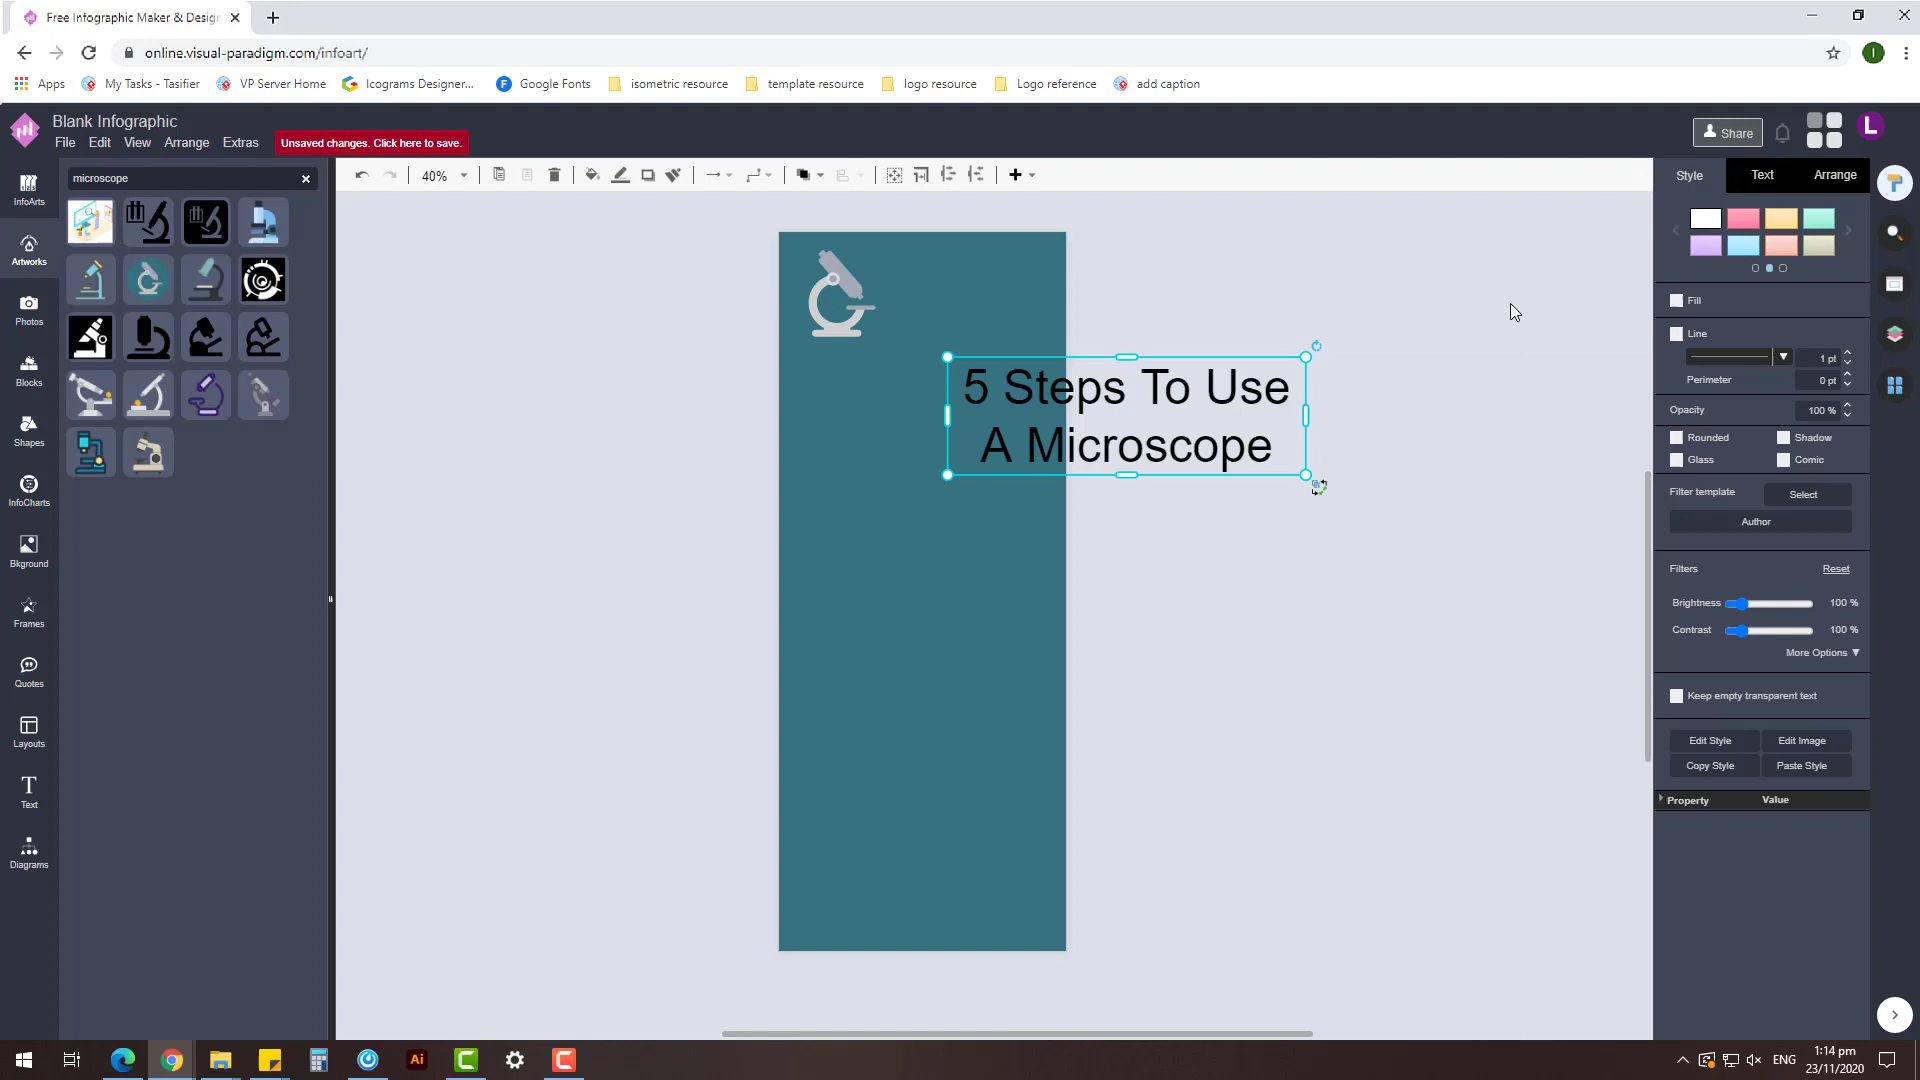 Free Infographic Maker & Design
online.visual-paradigm.com/infoart/
I
Apps
My Tasks - Tasifier
VP Server Home
Icograms Designer...
Google Fonts
isometric resource
template resource
logo resource
Logo reference
add caption
Blank Infographic
File Edit View Arrange Extras
Unsaved changes. Click here to save.
Share
L
InfoArts
Artworks
Photos
Blocks
Shapes
InfoCharts
Bkground
Frames
Quotes
Layouts
Text
Diagrams
microscope
40%
5 Steps To Use
A Microscope
Style Text Arrange
Fill
Line
1 pt
Perimeter 0 pt
Opacity 100 %
Rounded Shadow
Glass Comic
Filter template Select
Author
Filters Reset
Brightness 100 %
Contrast 100 %
More Options
Keep empty transparent text
Edit Style Edit Image
Copy Style Paste Style
Property Value
Ai
ENG
1:14 pm
23/11/2020